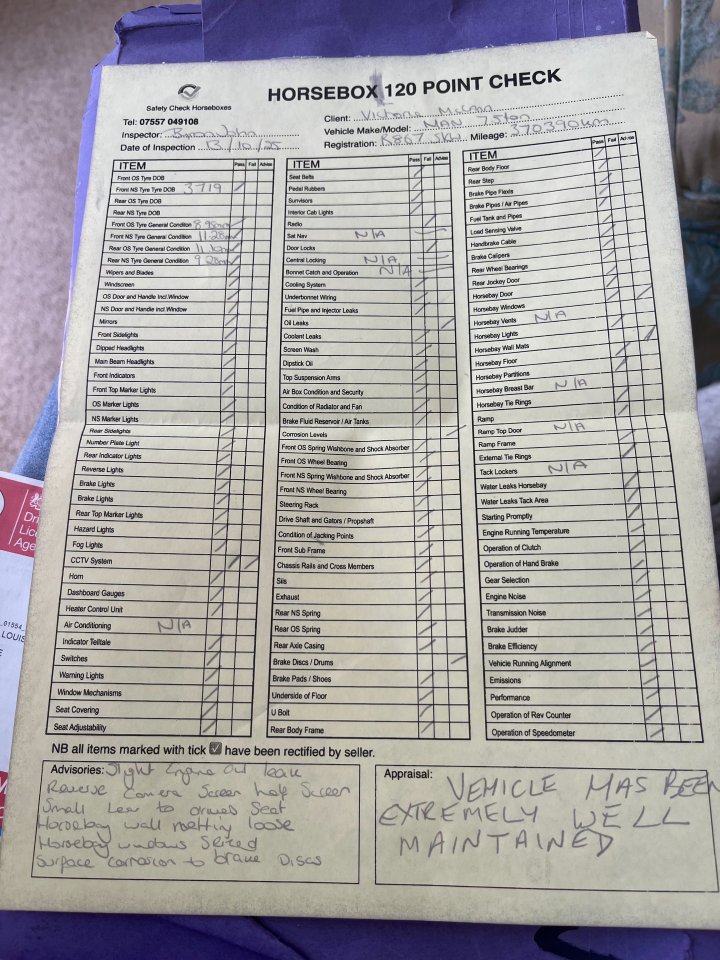 HORSEBOX 120 POINT CHECK
Safety Check Horseboxes
Tel: 07557 049108
Client: Victoria
Inspector: Byron John
Vehicle Make/Model: MAN 7.5ton
Date of Inspection 13/10/25
Registration: Mileage: 370390km
ITEM Pass Fail Advise
Front OS Tyre DOB
Front NS Tyre Tyre DOB 3719
Rear OS Tyre DOB
Rear NS Tyre DOB
Front OS Tyre General Condition
Front NS Tyre General Condition 11.28mm
Rear OS Tyre General Condition
Rear NS Tyre General Condition 9.28mm
Wipers and Blades
Windscreen
OS Door and Handle Incl.Window
NS Door and Handle Incl.Window
Mirrors
Front Sidelights
Dipped Headlights
Main Beam Headlights
Front Indicators
Front Top Marker Lights
OS Marker Lights
NS Marker Lights
Rear Sidelights
Number Plate Light
Rear Indicator Lights
Reverse Lights
Brake Lights
Brake Lights
Rear Top Marker Lights
Hazard Lights
Fog Lights
CCTV System
Horn
Dashboard Gauges
Heater Control Unit
Air Conditioning N/A
Indicator Telltale
Switches
Warning Lights
Window Mechanisms
Seat Covering
Seat Adjustability
ITEM Pass Fail Advise
Seat Belts
Pedal Rubbers
Sunvisors
Interior Cab Lights
Radio
Sat Nav N/A
Door Locks
Central Locking N/A
Bonnet Catch and Operation N/A
Cooling System
Underbonnet Wiring
Fuel Pipe and Injector Leaks
Oil Leaks
Coolant Leaks
Screen Wash
Dipstick Oil
Top Suspension Arms
Air Box Condition and Security
Condition of Radiator and Fan
Brake Fluid Reservoir / Air Tanks
Corrosion Levels
Front OS Spring Wishbone and Shock Absorber
Front OS Wheel Bearing
Front NS Spring Wishbone and Shock Absorber
Front NS Wheel Bearing
Steering Rack
Drive Shaft and Gators / Propshaft
Condition of Jacking Points
Front Sub Frame
Chassis Rails and Cross Members
Sils
Exhaust
Rear NS Spring
Rear OS Spring
Rear Axle Casing
Brake Discs / Drums
Brake Pads / Shoes
Underside of Floor
U Bolt
Rear Body Frame
ITEM Pass Fail Advise
Rear Body Floor
Rear Step
Brake Pipe Flexis
Brake Pipes / Air Pipes
Fuel Tank and Pipes
Load Sensing Valve
Handbrake Cable
Brake Calipers
Rear Wheel Bearings
Rear Jockey Door
Horsebay Door
Horsebay Windows
Horsebay Vents N/A
Horsebay Lights
Horsebay Wall Mats
Horsebay Floor
Horsebay Partitions
Horsebay Breast Bar N/A
Horsebay Tie Rings
Ramp
Ramp Top Door N/A
Ramp Frame
External Tie Rings
Tack Lockers N/A
Water Leaks Horsebay
Water Leaks Tack Area
Starting Promptly
Engine Running Temperature
Operation of Clutch
Operation of Hand Brake
Gear Selection
Engine Noise
Transmission Noise
Brake Judder
Brake Efficiency
Vehicle Running Alignment
Emissions
Performance
Operation of Rev Counter
Operation of Speedometer
NB all items marked with tick ☑ have been rectified by seller.
Advisories: Slight Engine Oil leak
Reverse Camera Screen half Screen
Small to drivers Seat
Horsebay wall matting loose
Horsebay windows Seized
Surface Corrosion to brake Discs
Appraisal:
VEHICLE HAS BEEN
EXTREMELY WELL
MAINTAINED
LOUIS